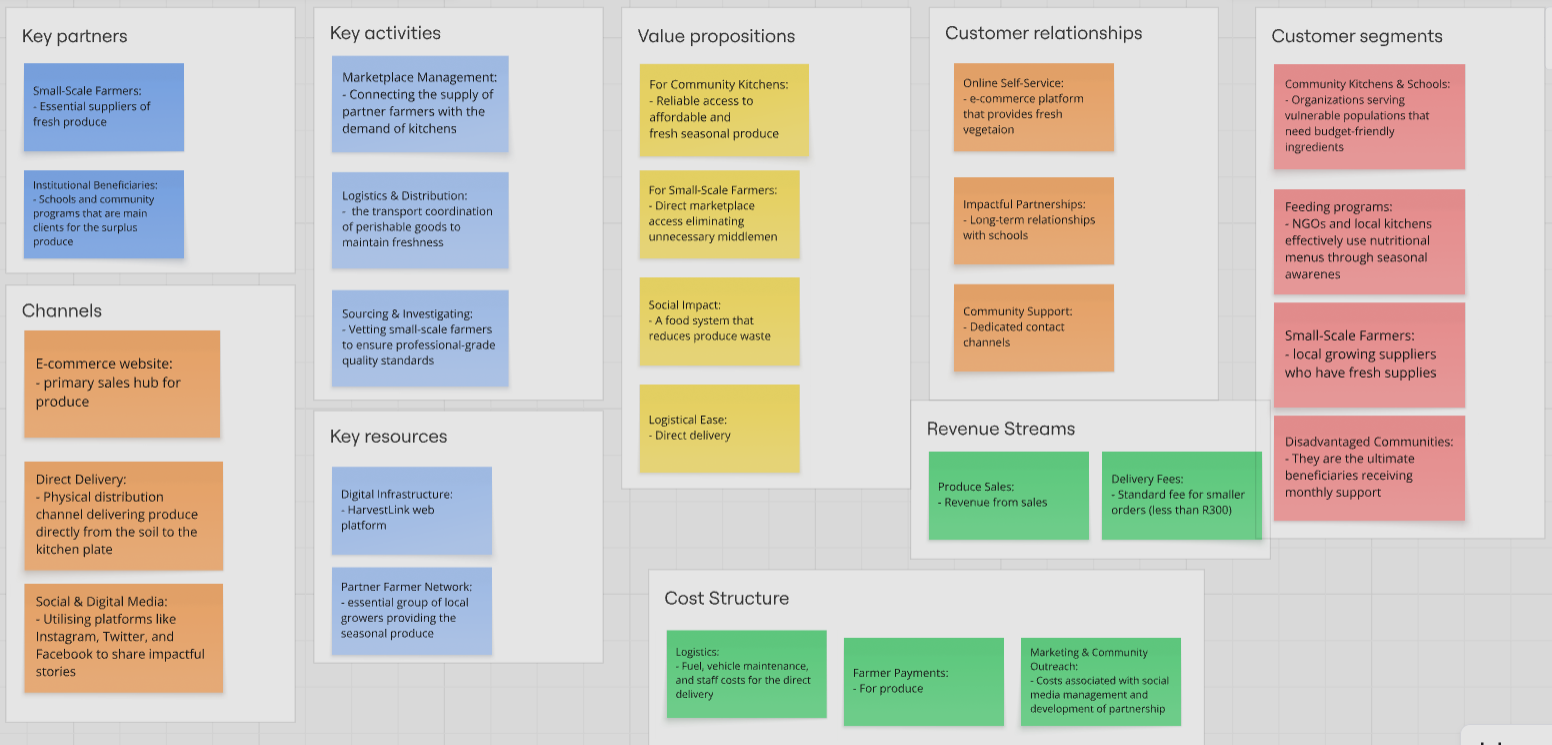 Key partners
Small-Scale Farmers:
- Essential suppliers of
fresh produce
Institutional Beneficiaries:
- Schools and community
programs that are main
clients for the surplus
produce
Channels
E-commerce website:
- primary sales hub for
produce
Direct Delivery:
- Physical distribution
channel delivering produce
directly from the soil to the
kitchen plate
Social & Digital Media:
- Utilising platforms like
Instagram, Twitter, and
Facebook to share impactful
stories
Key activities
Marketplace Management:
- Connecting the supply of
partner farmers with the
demand of kitchens
Logistics & Distribution:
- the transport coordination
of perishable goods to
maintain freshness
Sourcing & Investigating:
- Vetting small-scale farmers
to ensure professional-grade
quality standards
Key resources
Digital Infrastructure:
- HarvestLink web
platform
Partner Farmer Network:
- essential group of local
growers providing the
seasonal produce
Value propositions
For Community Kitchens:
- Reliable access to
affordable and
fresh seasonal produce
For Small-Scale Farmers:
- Direct marketplace
access eliminating
unnecessary middlemen
Social Impact:
- A food system that
reduces produce waste
Logistical Ease:
- Direct delivery
Customer relationships
Online Self-Service:
- e-commerce platform
that provides fresh
vegetaion
Impactful Partnerships:
- Long-term relationships
with schools
Community Support:
- Dedicated contact
channels
Revenue Streams
Produce Sales:
- Revenue from sales
Delivery Fees:
- Standard fee for smaller
orders (less than R300)
Customer segments
Community Kitchens & Schools:
- Organizations serving
vulnerable populations that
need budget-friendly
ingredients
Feeding programs:
- NGOs and local kitchens
effectively use nutritional
menus through seasonal
awarenes
Small-Scale Farmers:
- local growing suppliers
who have fresh supplies
Disadvantaged Communities:
- They are the ultimate
beneficiaries receiving
monthly support
Cost Structure
Logistics:
- Fuel, vehicle maintenance,
and staff costs for the direct
delivery
Farmer Payments:
- For produce
Marketing & Community
Outreach:
- Costs associated with social
media management and
development of partnership